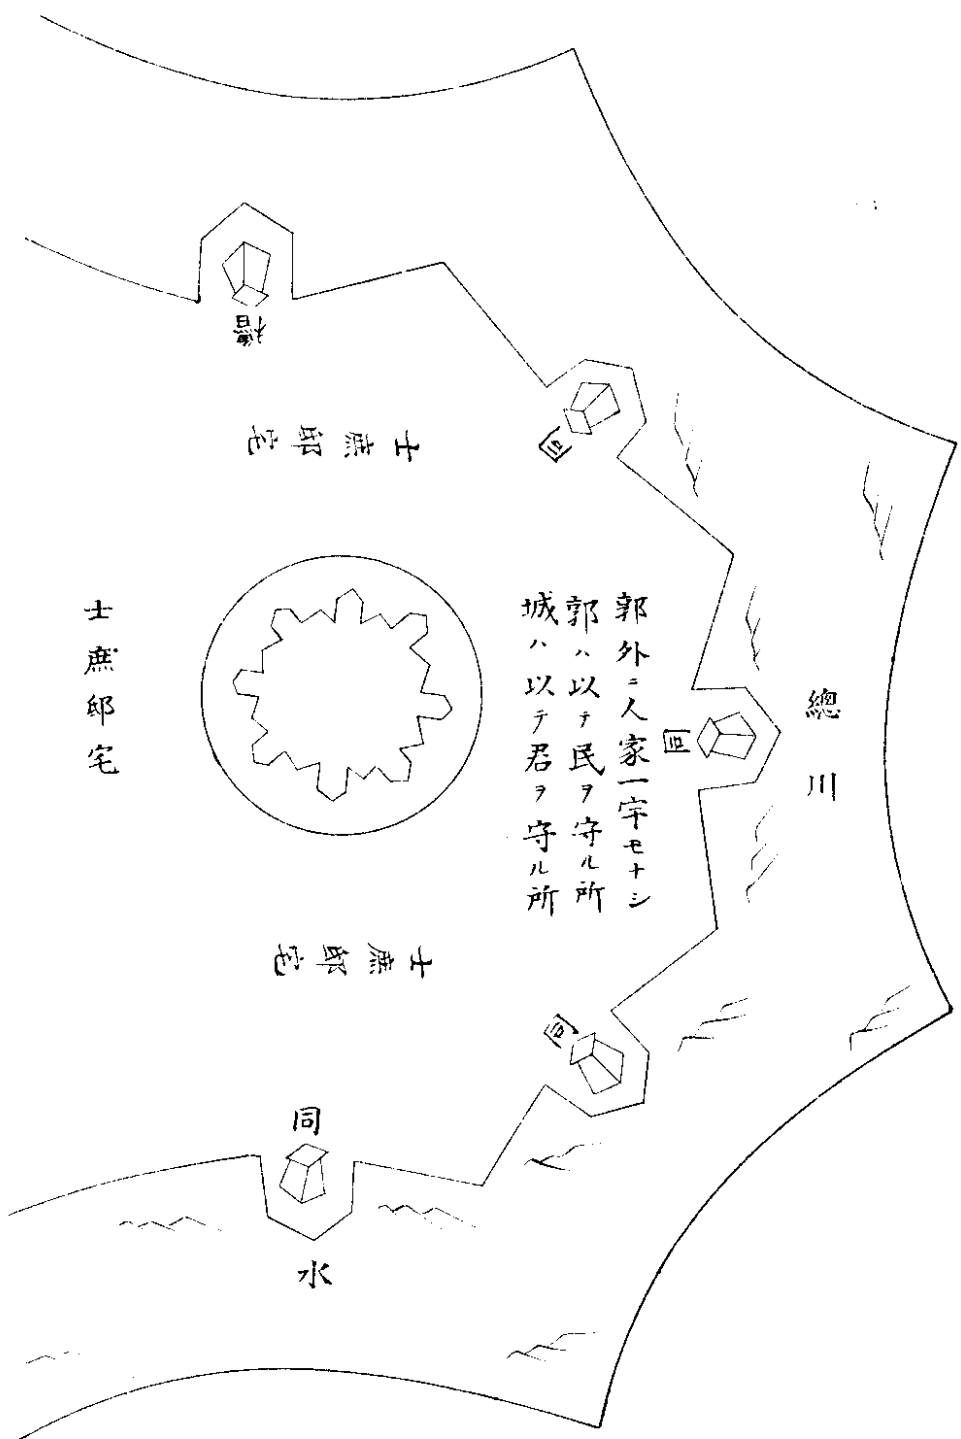 櫓
同
士庶邸宅
總川
同
郭外ニ人家一宇モナシ
郭ハ以テ民ヲ守ル所
城ハ以テ君ヲ守ル所
士庶邸宅
士庶邸宅
同
同
水